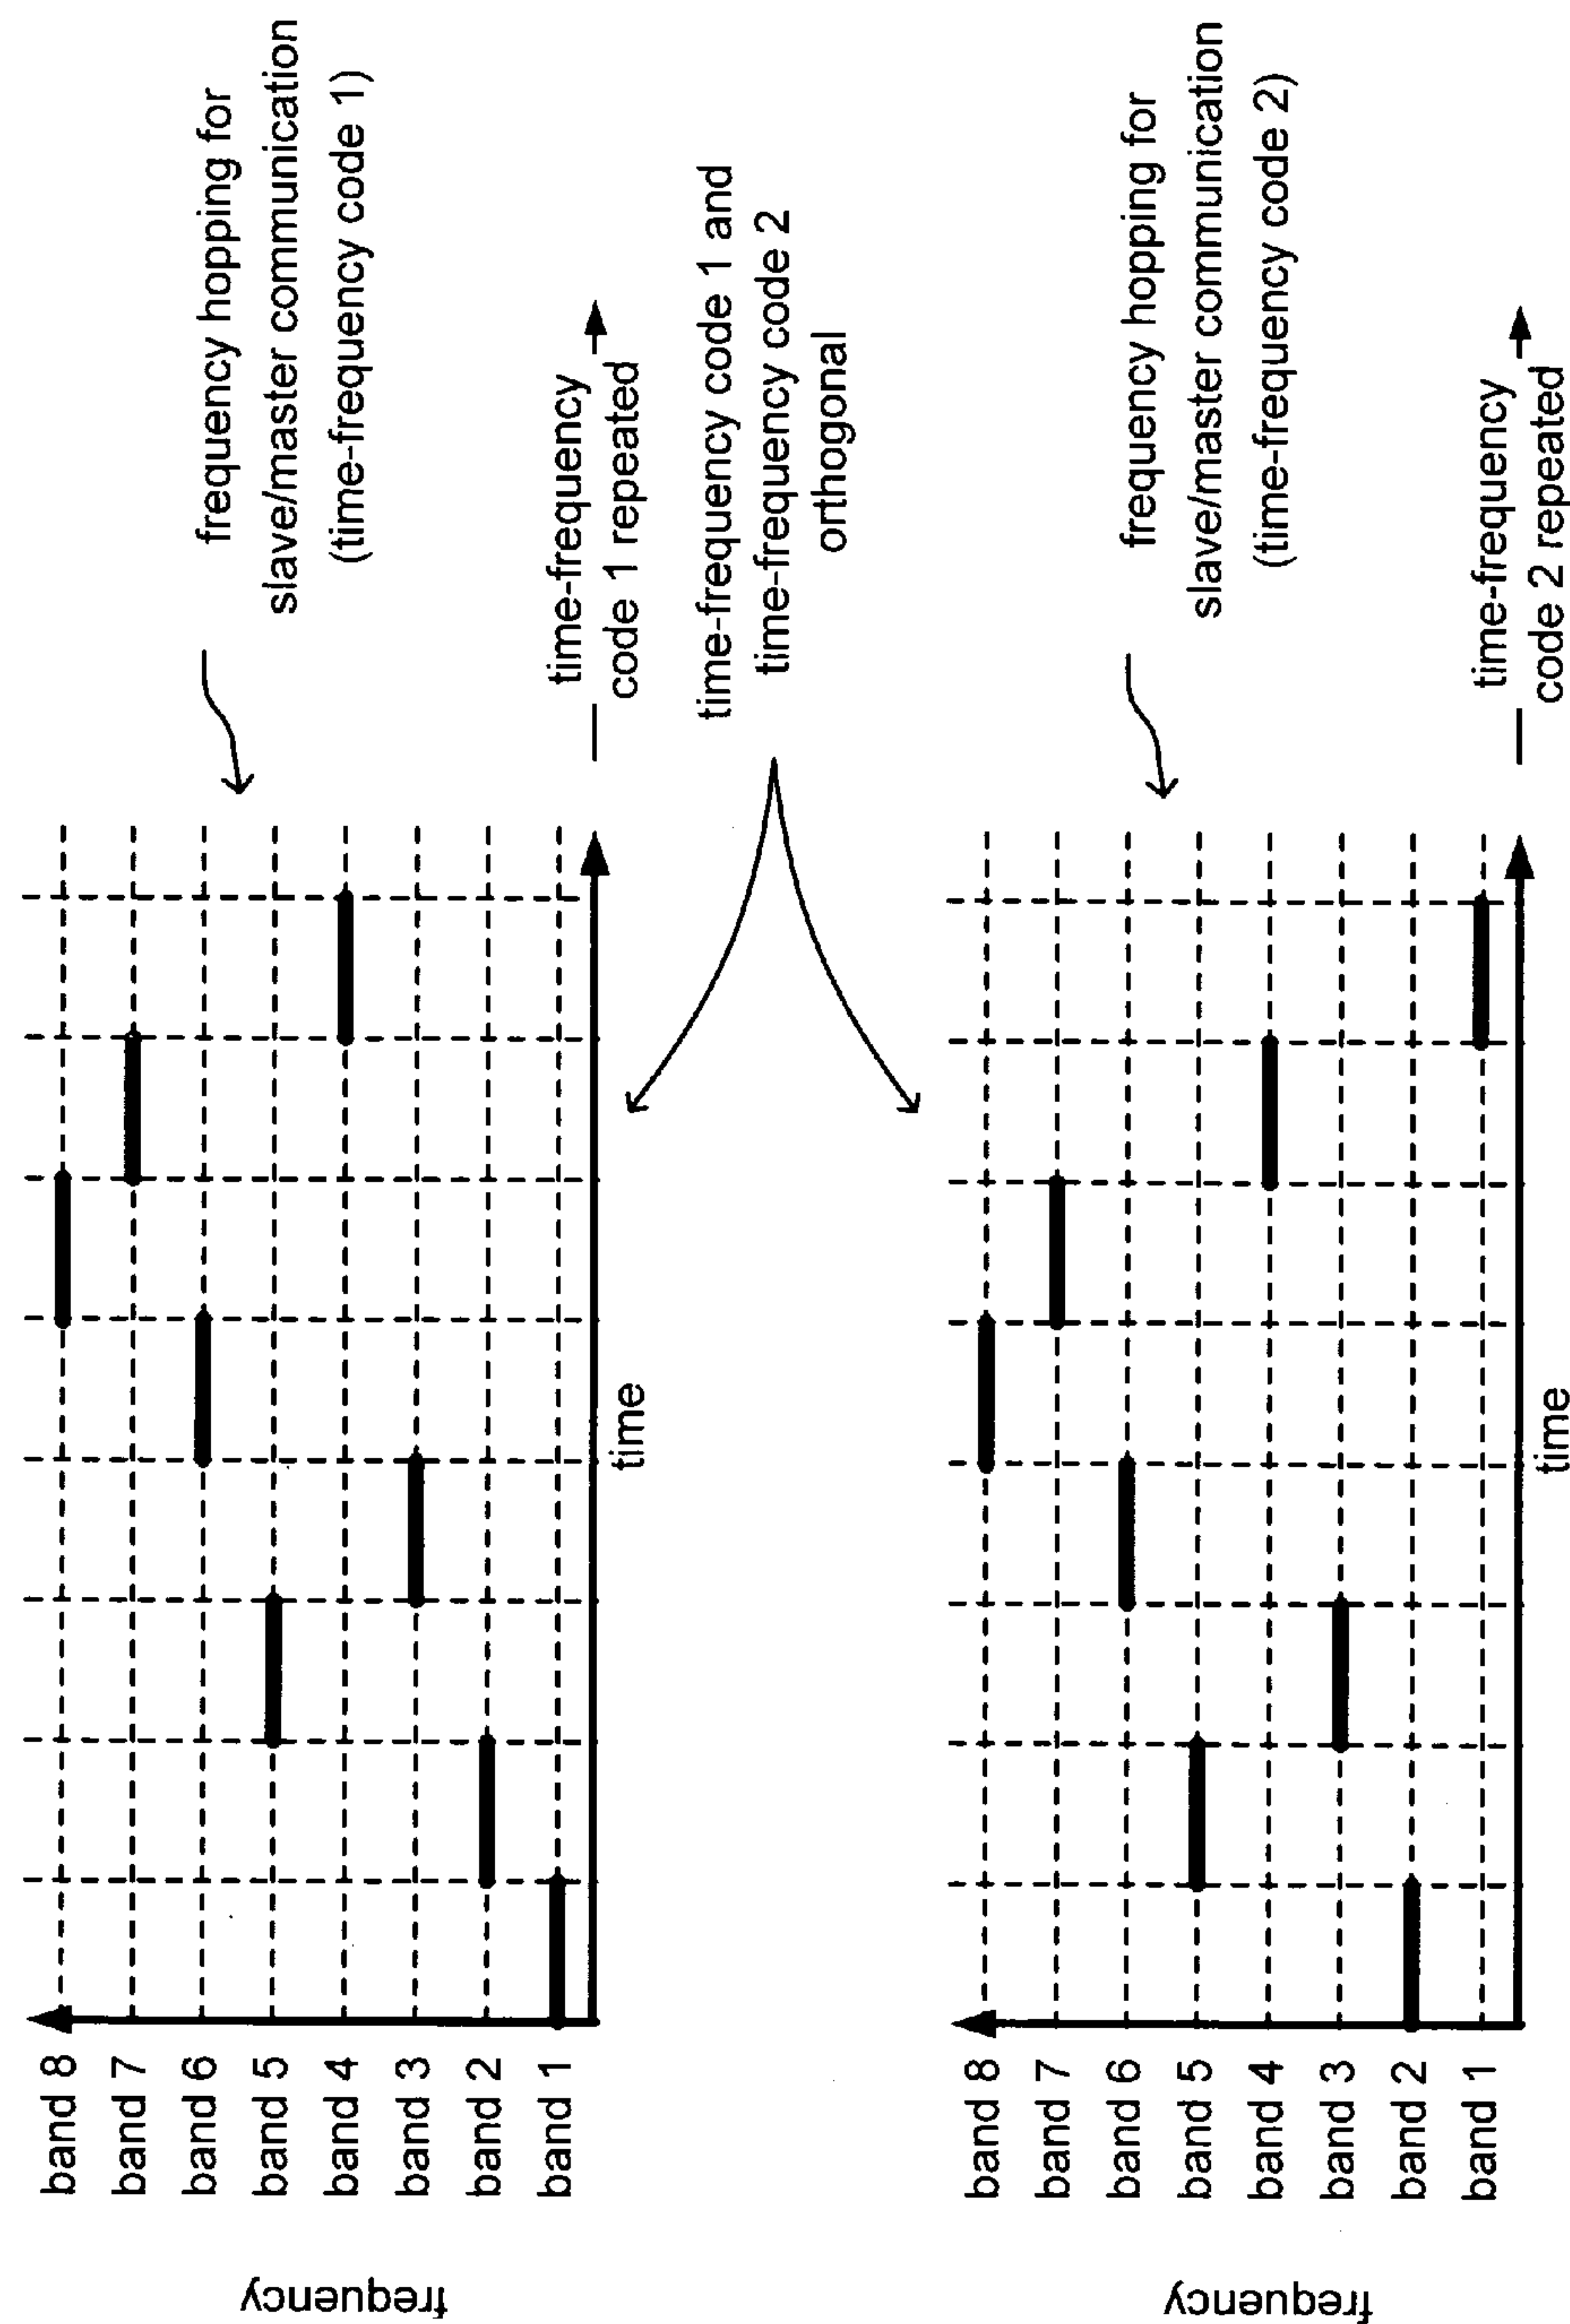 frequency
band 8
band 7
band 6
band 5
band 4
band 3
band 2
band 1
time
frequency hopping for
slave/master communication
(time-frequency code 1)
time-frequency
code 1 repeated
time-frequency code 1 and
time-frequency code 2
orthogonal
frequency
band 8
band 7
band 6
band 5
band 4
band 3
band 2
band 1
time
frequency hopping for
slave/master communication
(time-frequency code 2)
time-frequency
code 2 repeated